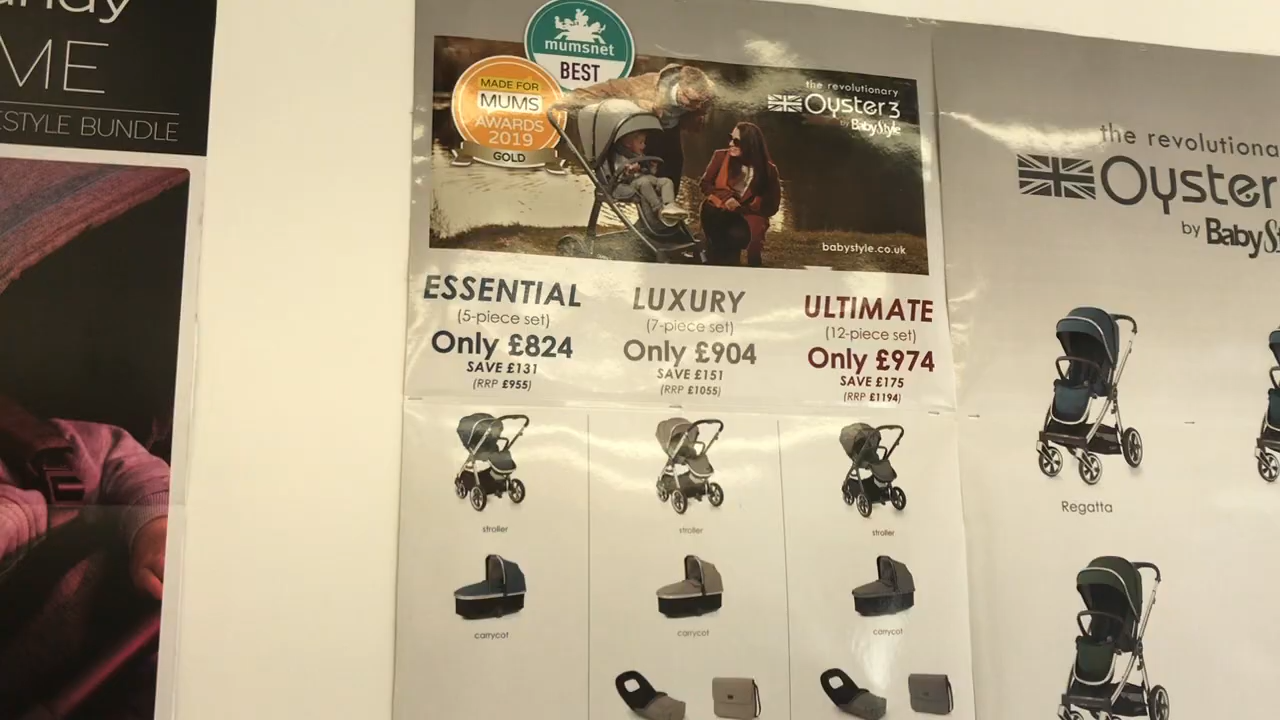 ME
STYLE BUNDLE
mumsnet
BEST
MADE FOR
MUMS
AWARDS
2019
GOLD
the revolutionary
Oyster3
by BabyStyle
babystyle.co.uk
ESSENTIAL
(5-piece set)
Only £824
SAVE £131
(RRP £955)
stroller
carrycot
LUXURY
(7-piece set)
Only £904
SAVE £151
(RRP £1055)
stroller
carrycot
ULTIMATE
(12-piece set)
Only £974
SAVE £175
(RRP £1194)
stroller
carrycot
the revolutiona
Oyster
by BabySt
Regatta